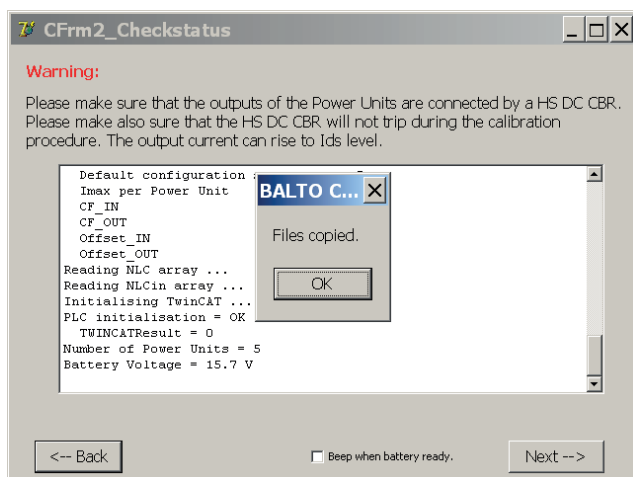 CFrm2_Checkstatus
Warning:
Please make sure that the outputs of the Power Units are connected by a HS DC CBR.
Please make also sure that the HS DC CBR will not trip during the calibration
procedure. The output current can rise to Ids level.
Default configuration
Imax per Power Unit
CF_IN
CF_OUT
Offset_IN
Offset_OUT
Reading NLC array ...
Reading NLCin array ...
Initialising TwinCAT ...
PLC initialisation = OK
TWINCATResult = 0
Number of Power Units = 5
Battery Voltage = 15.7 V
BALTO C...
Files copied.
OK
<-- Back
Beep when battery ready.
Next -->